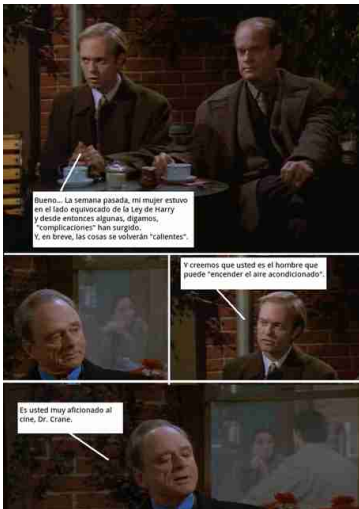 Bueno... La semana pasada, mi mujer estuvo
en el lado equivocado de la Ley de Harry
y desde entonces algunas, digamos,
"complicaciones" han surgido.
Y, en breve, las cosas se volverán "calientes".
Y creemos que usted es el hombre que
puede "encender el aire acondicionado".
Es usted muy aficionado al
cine, Dr. Crane.